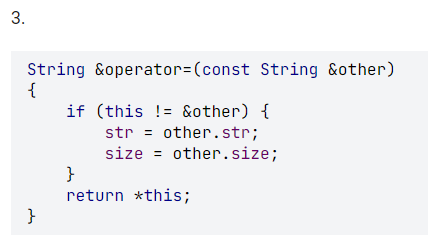 3.
String &operator=(const String &other)
{
    if (this != &other) {
        str = other.str;
        size = other.size;
    }
    return *this;
}